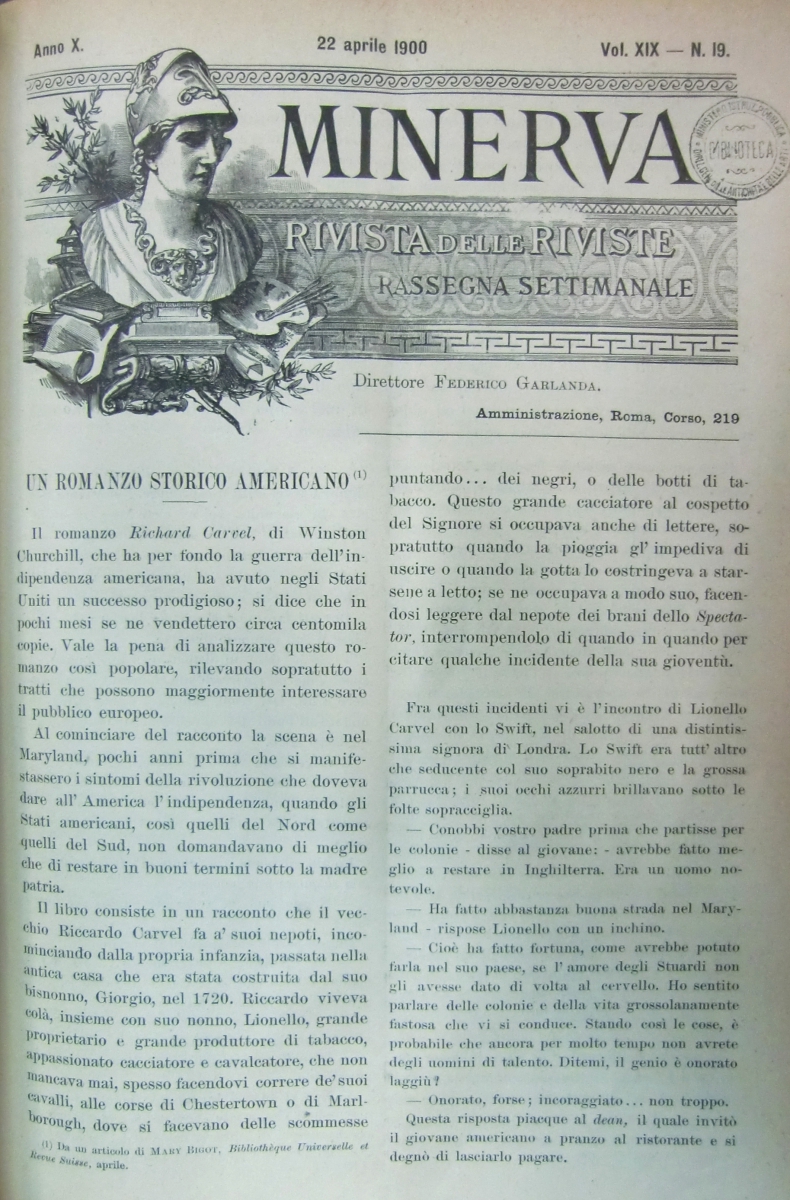 Anno X.
22 aprile 1900
Vol. XIX — N. 19.
MINERVA
BIBLIOTECA
RIVISTA DELLE RIVISTE
RASSEGNA SETTIMANALE
Direttore FEDERICO GARLANDA.
Amministrazione, Roma, Corso, 219
UN ROMANZO STORICO AMERICANO (1)
Il romanzo Richard Carvel, di Winston
Churchill, che ha per fondo la guerra dell'in-
dipendenza americana, ha avuto negli Stati
Uniti un successo prodigioso; si dice che in
pochi mesi se ne vendettero circa centomila
copie. Vale la pena di analizzare questo ro-
manzo così popolare, rilevando sopratutto i
tratti che possono maggiormente interessare
il pubblico europeo.
Al cominciare del racconto la scena è nel
Maryland, pochi anni prima che si manife-
stassero i sintomi della rivoluzione che doveva
dare all'America l'indipendenza, quando gli
Stati americani, così quelli del Nord come
quelli del Sud, non domandavano di meglio
che di restare in buoni termini sotto la madre
patria.
Il libro consiste in un racconto che il vec-
chio Riccardo Carvel fa a' suoi nepoti, inco-
minciando dalla propria infanzia, passata nella
antica casa che era stata costruita dal suo
bisnonno, Giorgio, nel 1720. Riccardo viveva
colà, insieme con suo nonno, Lionello, grande
proprietario e grande produttore di tabacco,
appassionato cacciatore e cavalcatore, che non
mancava mai, spesso facendovi correre de' suoi
cavalli, alle corse di Chestertown o di Marl-
borough, dove si facevano delle scommesse
(1) Da un articolo di MARY BIGOT, Bibliothèque Universelle et
Revue Suisse, aprile.
puntando... dei negri, o delle botti di ta-
bacco. Questo grande cacciatore al cospetto
del Signore si occupava anche di lettere, so-
pratutto quando la pioggia gl'impediva di
uscire o quando la gotta lo costringeva a star-
sene a letto; se ne occupava a modo suo, facen-
dosi leggere dal nepote dei brani dello Specta-
tor, interrompendolo di quando in quando per
citare qualche incidente della sua gioventù.
Fra questi incidenti vi è l'incontro di Lionello
Carvel con lo Swift, nel salotto di una distintis-
sima signora di Londra. Lo Swift era tutt'altro
che seducente col suo soprabito nero e la grossa
parrucca; i suoi occhi azzurri brillavano sotto le
folte sopracciglia.
— Conobbi vostro padre prima che partisse per
le colonie - disse al giovane: - avrebbe fatto me-
glio a restare in Inghilterra. Era un uomo no-
tevole.
— Ha fatto abbastanza buona strada nel Mary-
land - rispose Lionello con un inchino.
— Cioè ha fatto fortuna, come avrebbe potuto
farla nel suo paese, se l'amore degli Stuardi non
gli avesse dato di volta al cervello. Ho sentito
parlare delle colonie e della vita grossolanamente
fastosa che vi si conduce. Stando così le cose, è
probabile che ancora per molto tempo non avrete
degli uomini di talento. Ditemi, il genio è onorato
laggiù?
— Onorato, forse; incoraggiato... non troppo.
Questa risposta piacque al dean, il quale invitò
il giovane americano a pranzo al ristorante e si
degnò di lasciarlo pagare.